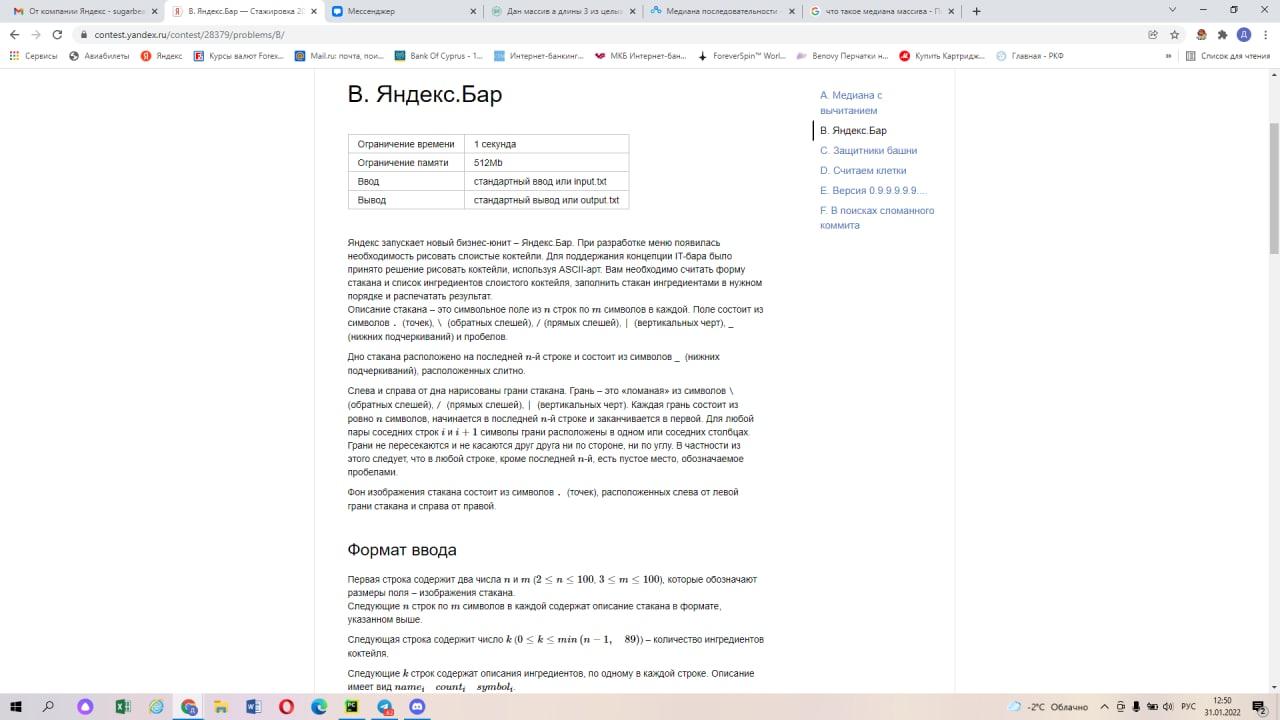 От компании Яндекс - sugarbe
B. Яндекс.Бар — Стажировка 20
Мессенджер
Дан массив a длины 3 из целых
Медиана последовательности
что такое медиана массива - П
contest.yandex.ru/contest/28379/problems/B/
Сервисы
Авиабилеты
Яндекс
Курсы валют Forex...
Mail.ru: почта, пои...
Bank Of Cyprus - 1...
Интернет-банкинг...
МКБ Интернет-бан...
ForeverSpin™ Worl...
Benovy Перчатки н...
Купить Картридж...
Главная - РКФ
»
Список для чтения
B. Яндекс.Бар
Ограничение времени 1 секунда
Ограничение памяти 512Mb
Ввод стандартный ввод или input.txt
Вывод стандартный вывод или output.txt
A. Медиана с
вычитанием
B. Яндекс.Бар
C. Защитники башни
D. Считаем клетки
E. Версия 0.9.9.9.9.9....
F. В поисках сломанного
коммита
Яндекс запускает новый бизнес-юнит – Яндекс.Бар. При разработке меню появилась
необходимость рисовать слоистые коктейли. Для поддержания концепции IT-бара было
принято решение рисовать коктейли, используя ASCII-арт. Вам необходимо считать форму
стакана и список ингредиентов слоистого коктейля, заполнить стакан ингредиентами в нужном
порядке и распечатать результат.
Описание стакана – это символьное поле из n строк по m символов в каждой. Поле состоит из
символов . (точек), \ (обратных слешей), / (прямых слешей), | (вертикальных черт), _
(нижних подчеркиваний) и пробелов.
Дно стакана расположено на последней n-й строке и состоит из символов _ (нижних
подчеркиваний), расположенных слитно.
Слева и справа от дна нарисованы грани стакана. Грань – это «ломаная» из символов \
(обратных слешей), / (прямых слешей), | (вертикальных черт). Каждая грань состоит из
ровно n символов, начинается в последней n-й строке и заканчивается в первой. Для любой
пары соседних строк i и i + 1 символы грани расположены в одном или соседних столбцах.
Грани не пересекаются и не касаются друг друга ни по стороне, ни по углу. В частности из
этого следует, что в любой строке, кроме последней n-й, есть пустое место, обозначаемое
пробелами.
Фон изображения стакана состоит из символов . (точек), расположенных слева от левой
грани стакана и справа от правой.
Формат ввода
Первая строка содержит два числа n и m (2 ≤ n ≤ 100, 3 ≤ m ≤ 100), которые обозначают
размеры поля – изображения стакана.
Следующие n строк по m символов в каждой содержат описание стакана в формате,
указанном выше.
Следующая строка содержит число k (0 ≤ k ≤ min (n − 1, 89)) – количество ингредиентов
коктейля.
Следующие k строк содержат описания ингредиентов, по одному в каждой строке. Описание
имеет вид name_i count_i symbol_i.
-2°C Облачно
РУС
12:50
31.01.2022